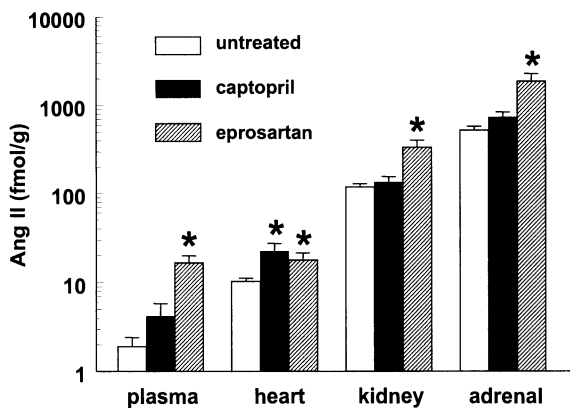 Ang II (fmol/g)
10000
1000
100
10
1
untreated
captopril
eprosartan
*
*
*
*
*
plasma
heart
kidney
adrenal